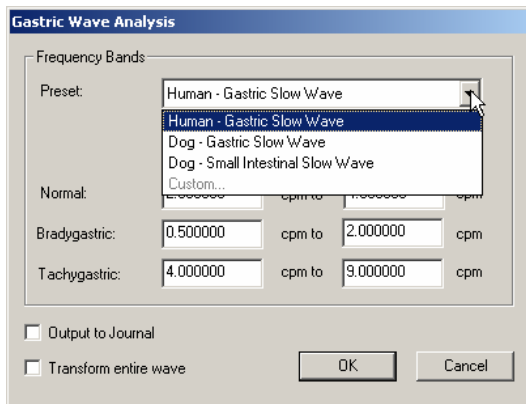 Gastric Wave Analysis
Frequency Bands
Preset: Human - Gastric Slow Wave
Human - Gastric Slow Wave
Dog - Gastric Slow Wave
Dog - Small Intestinal Slow Wave
Custom...
Normal: cpm to cpm
Bradygastric: 0.500000 cpm to 2.000000 cpm
Tachygastric: 4.000000 cpm to 9.000000 cpm
Output to Journal
Transform entire wave OK Cancel